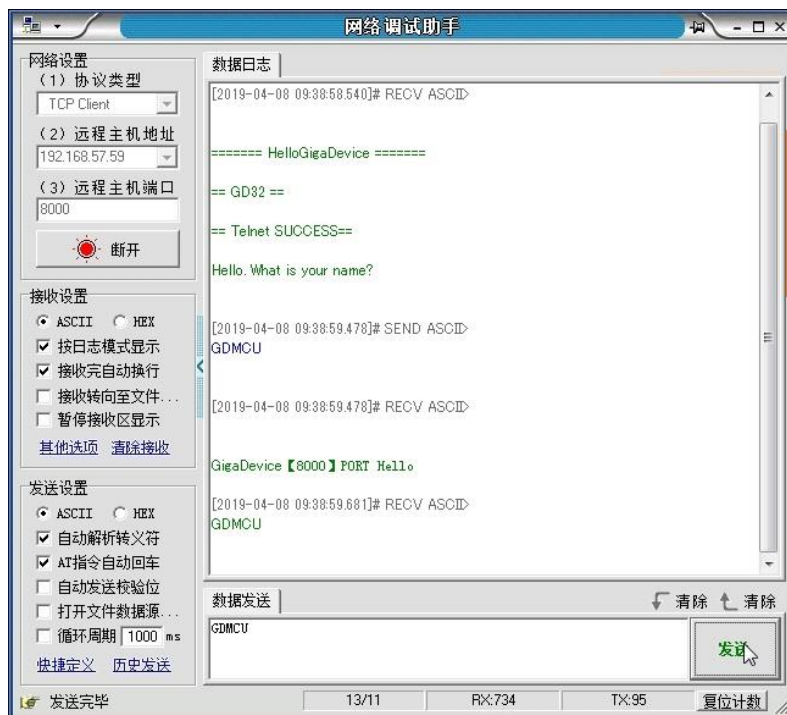 网络调试助手
网络设置
(1) 协议类型
TCP Client
(2) 远程主机地址
192.168.57.59
(3) 远程主机端口
8000
断开
接收设置
ASCII HEX
按日志模式显示
接收完自动换行
接收转向至文件...
暂停接收区显示
其他选项 清除接收
发送设置
ASCII HEX
自动解析转义符
AT指令自动回车
自动发送校验位
打开文件数据源...
循环周期 1000 ms
快捷定义 历史发送
数据日志
[2019-04-08 09:38:58.540]# RECV ASCII>
======= HelloGigaDevice =======
== GD32 ==
== Telnet SUCCESS==
Hello. What is your name?
[2019-04-08 09:38:59.478]# SEND ASCII>
GDMCU
[2019-04-08 09:38:59.478]# RECV ASCII>
GigaDevice【8000】PORT Hello。
[2019-04-08 09:38:59.681]# RECV ASCII>
GDMCU
数据发送 清除 清除
GDMCU
发送
发送完毕 13/11 RX:734 TX:95 复位计数